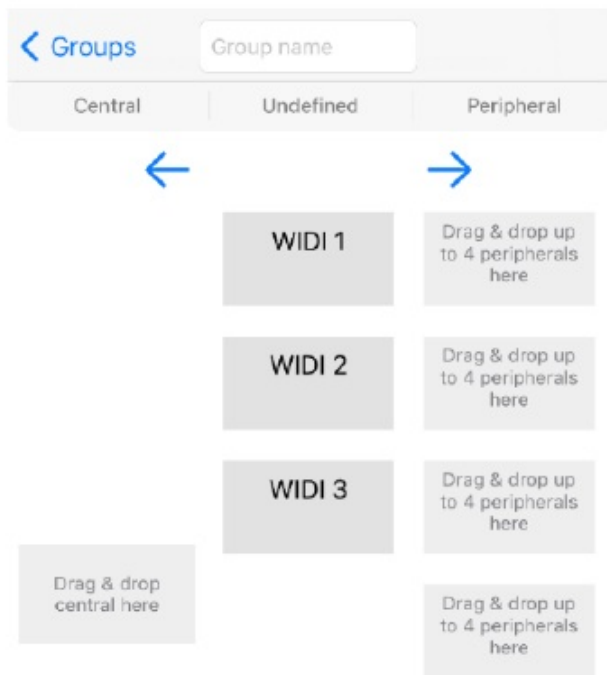 Groups
Group name
Central
Undefined
Peripheral
WIDI 1
Drag & drop up
to 4 peripherals
here
WIDI 2
Drag & drop up
to 4 peripherals
here
WIDI 3
Drag & drop up
to 4 peripherals
here
Drag & drop
central here
Drag & drop up
to 4 peripherals
here